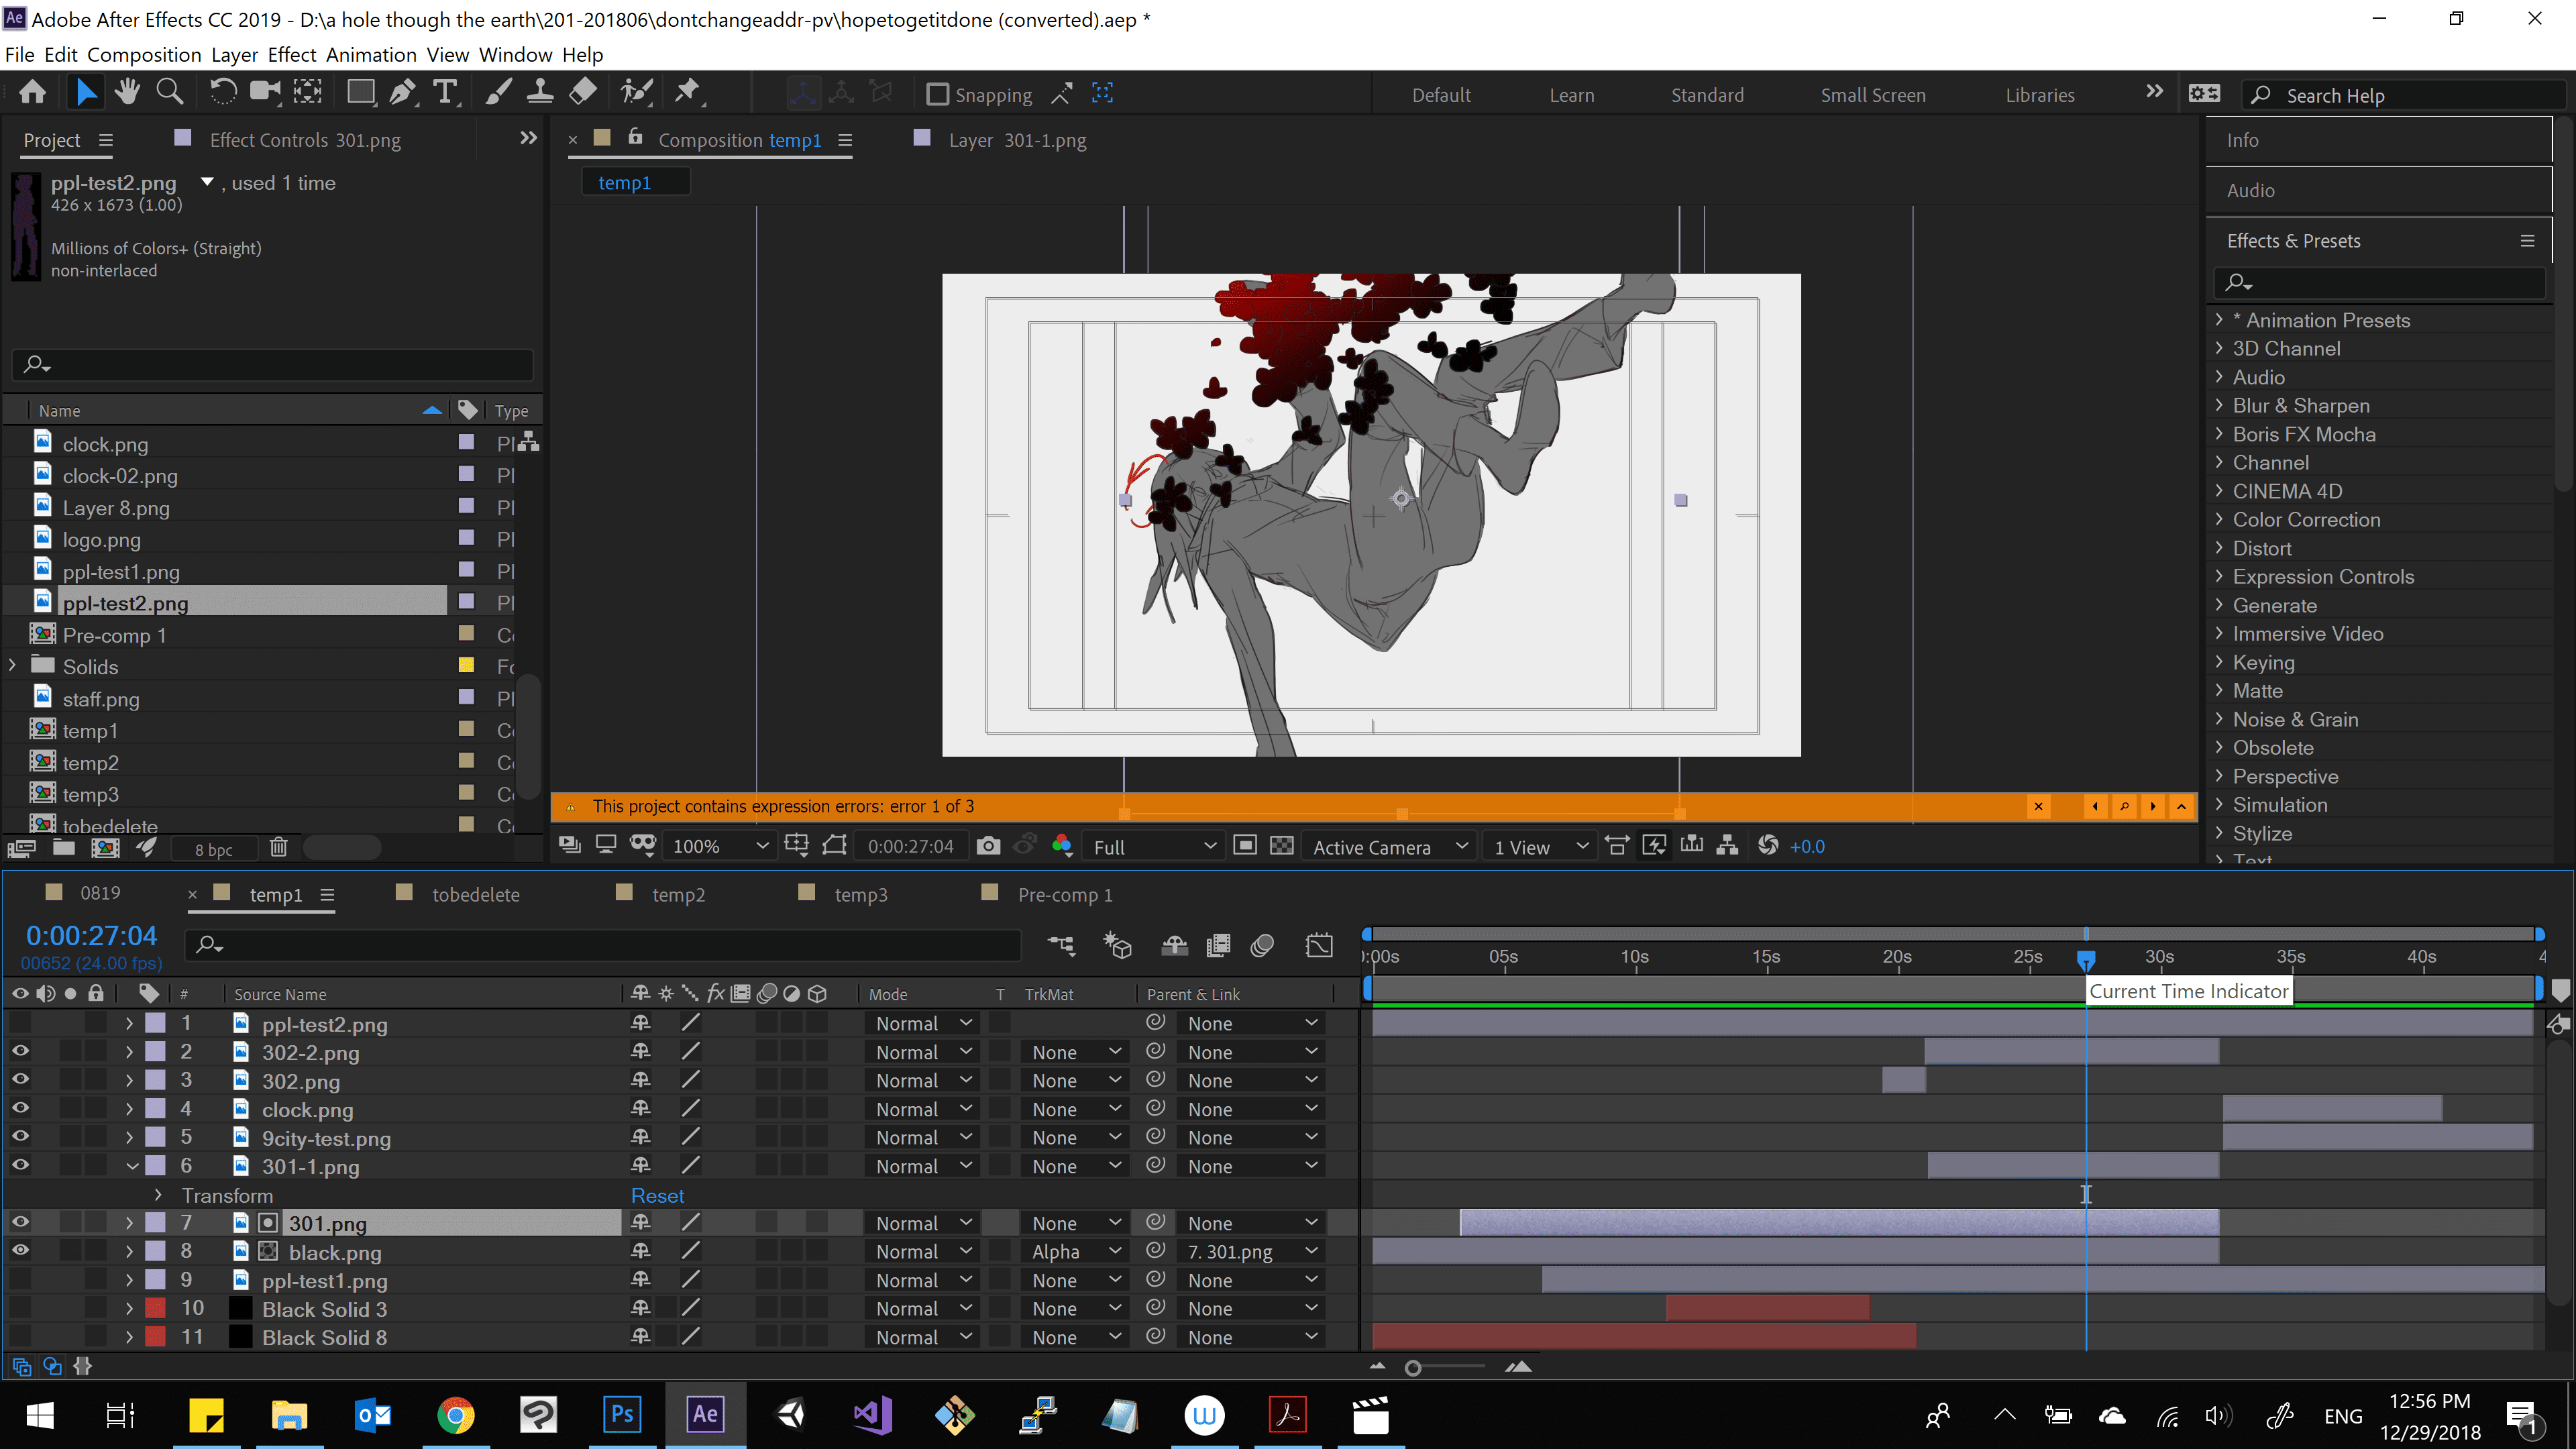 Ae Adobe After Effects CC 2019 - D:\a hole though the earth\201-201806\dontchangeaddr-pv\hopetogetitdone (converted).aep *
File Edit Composition Layer Effect Animation View Window Help
Snapping
Default Learn Standard Small Screen Libraries Search Help
Project Effect Controls 301.png
Composition temp1 Layer 301-1.png
temp1
ppl-test2.png , used 1 time
426 x 1673 (1.00)
Millions of Colors+ (Straight)
non-interlaced
Name Type
clock.png
clock-02.png
Layer 8.png
logo.png
ppl-test1.png
ppl-test2.png
Pre-comp 1
Solids
staff.png
temp1
temp2
temp3
tobedelete
8 bpc
This project contains expression errors: error 1 of 3
100% 0:00:27:04 Full Active Camera 1 View +0.0
Info
Audio
Effects & Presets
* Animation Presets
3D Channel
Audio
Blur & Sharpen
Boris FX Mocha
Channel
CINEMA 4D
Color Correction
Distort
Expression Controls
Generate
Immersive Video
Keying
Matte
Noise & Grain
Obsolete
Perspective
Simulation
Stylize
Text
0819 temp1 tobedelete temp2 temp3 Pre-comp 1
0:00:27:04
00652 (24.00 fps)
:00s 05s 10s 15s 20s 25s 30s 35s 40s 4
Current Time Indicator
# Source Name Mode T TrkMat Parent & Link
1 ppl-test2.png Normal None
2 302-2.png Normal None None
3 302.png Normal None None
4 clock.png Normal None None
5 9city-test.png Normal None None
6 301-1.png Normal None None
Transform Reset
7 301.png Normal None None
8 black.png Normal Alpha 7. 301.png
9 ppl-test1.png Normal None None
10 Black Solid 3 Normal None None
11 Black Solid 8 Normal None None
Ps Ae
ENG
12:56 PM
12/29/2018
1